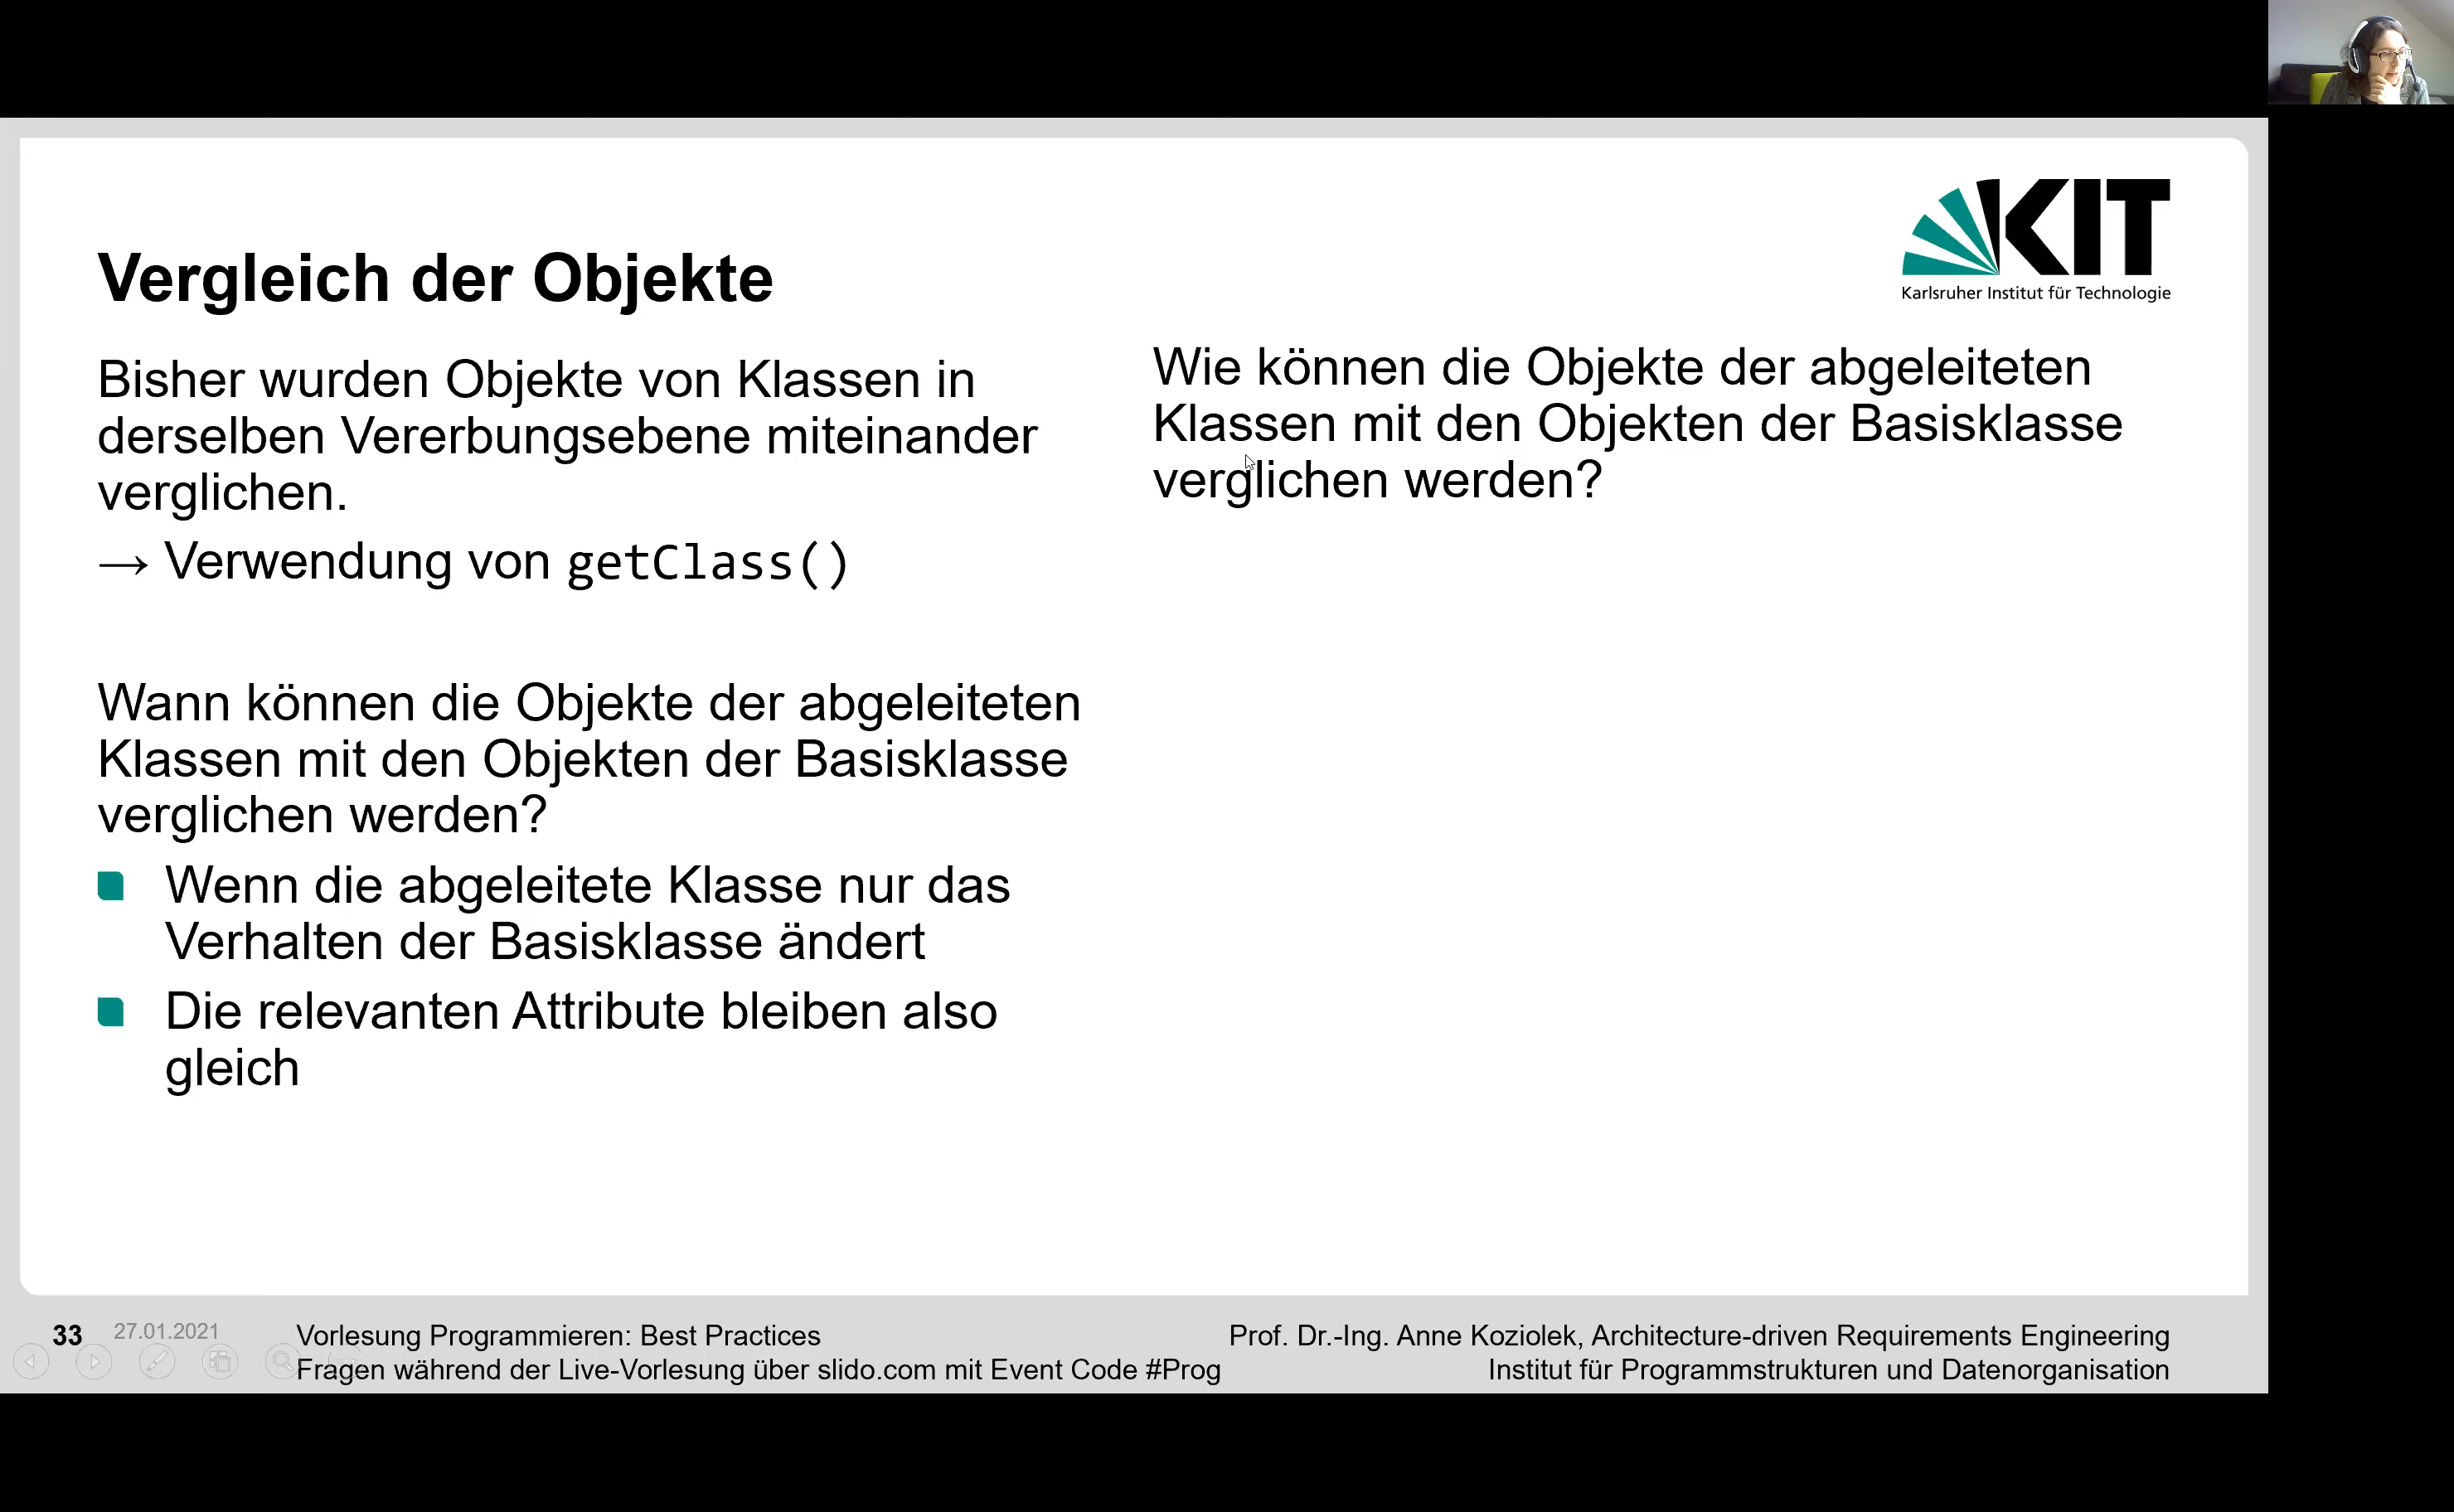 KIT
Karlsruher Institut für Technologie
Vergleich der Objekte
Bisher wurden Objekte von Klassen in
derselben Vererbungsebene miteinander
verglichen.
→ Verwendung von getClass()
Wann können die Objekte der abgeleiteten
Klassen mit den Objekten der Basisklasse
verglichen werden?
Wenn die abgeleitete Klasse nur das
Verhalten der Basisklasse ändert
Die relevanten Attribute bleiben also
gleich
Wie können die Objekte der abgeleiteten
Klassen mit den Objekten der Basisklasse
verglichen werden?
33
27.01.2021
Vorlesung Programmieren: Best Practices
Fragen während der Live-Vorlesung über slido.com mit Event Code #Prog
Prof. Dr.-Ing. Anne Koziolek, Architecture-driven Requirements Engineering
Institut für Programmstrukturen und Datenorganisation